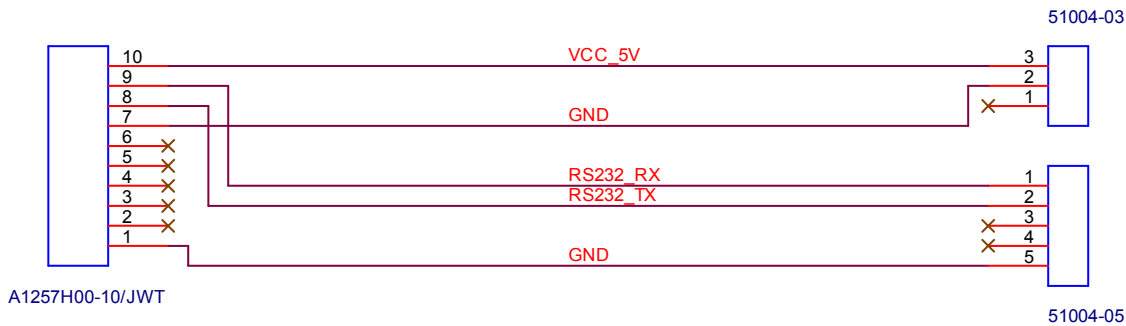 51004-03
10 VCC_5V 3
9 2
8 1
7 GND
6
5
4 RS232_RX 1
3 RS232_TX 2
2 3
1 4
GND 5
A1257H00-10/JWT
51004-05